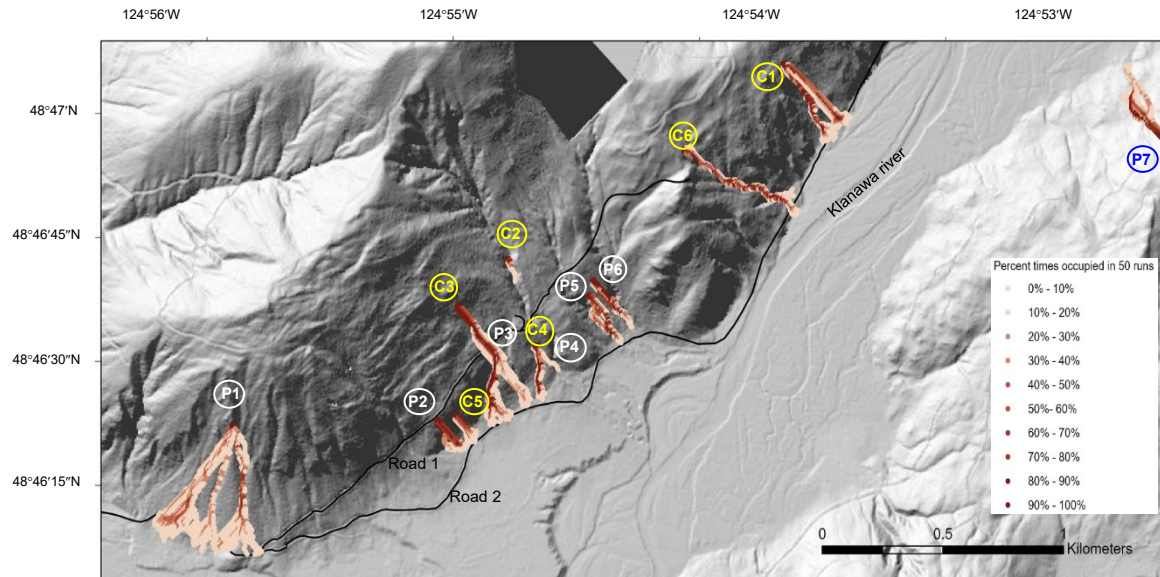 124°56'W
124°55'W
124°54'W
124°53'W
48°47'N
48°46'45"N
48°46'30"N
48°46'15"N
C1
C6
P7
Klanawa river
C2
P6
P5
C3
P3
C4
P4
P1
P2
C5
Road 1
Road 2
Percent times occupied in 50 runs
0% - 10%
10% - 20%
20% - 30%
30% - 40%
40% - 50%
50%- 60%
60% - 70%
70% - 80%
80% - 90%
90% - 100%
0
0.5
1
Kilometers